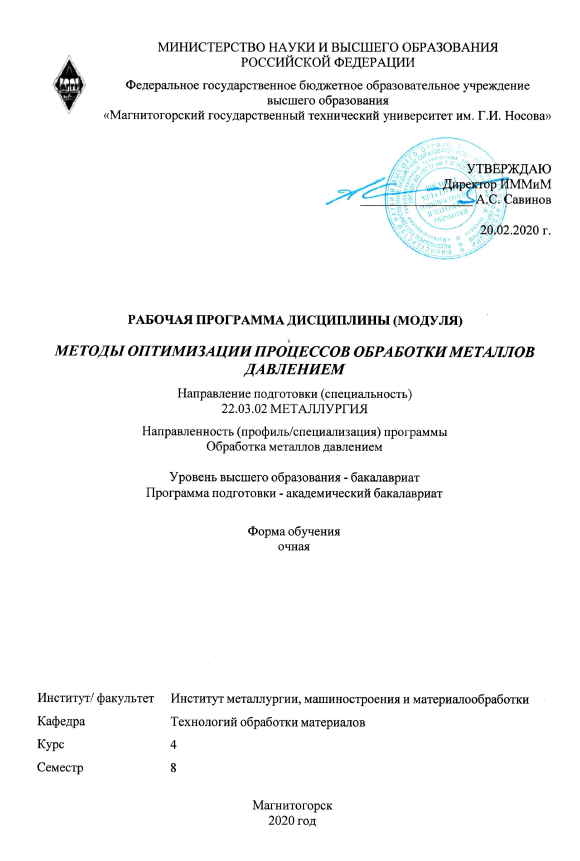 МИНИСТЕРСТВО НАУКИ И ВЫСШЕГО ОБРАЗОВАНИЯ
РОССИЙСКОЙ ФЕДЕРАЦИИ
Федеральное государственное бюджетное образовательное учреждение
высшего образования
«Магнитогорский государственный технический университет им. Г.И. Носова»
УТВЕРЖДАЮ
Директор ИММиМ
А.С. Савинов
20.02.2020 г.
РАБОЧАЯ ПРОГРАММА ДИСЦИПЛИНЫ (МОДУЛЯ)
МЕТОДЫ ОПТИМИЗАЦИИ ПРОЦЕССОВ ОБРАБОТКИ МЕТАЛЛОВ
ДАВЛЕНИЕМ
Направление подготовки (специальность)
22.03.02 МЕТАЛЛУРГИЯ
Направленность (профиль/специализация) программы
Обработка металлов давлением
Уровень высшего образования - бакалавриат
Программа подготовки - академический бакалавриат
Форма обучения
очная
Институт/ факультет Институт металлургии, машиностроения и материалообработки
Кафедра Технологий обработки материалов
Курс 4
Семестр 8
Магнитогорск
2020 год